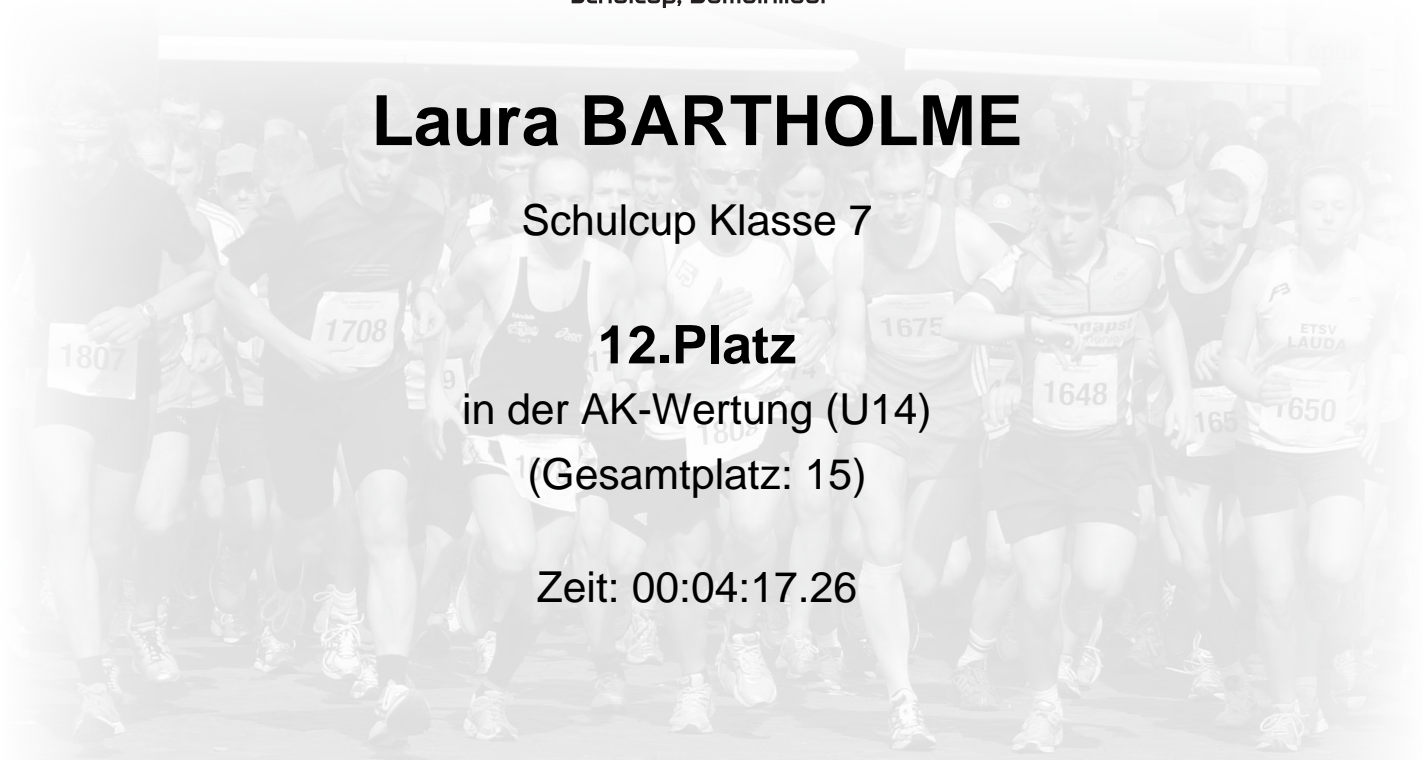 Laura BARTHOLME
Schulcup Klasse 7
12.Platz
in der AK-Wertung (U14)
(Gesamtplatz: 15)
Zeit: 00:04:17.26
1807
1708
1675
1648
1650
ETSV
LAUDA